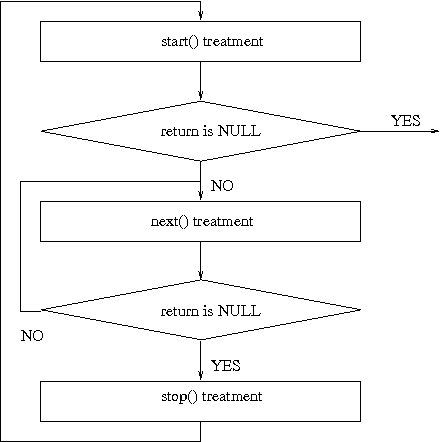 start() treatment
return is NULL
YES
NO
next() treatment
return is NULL
NO
YES
stop() treatment